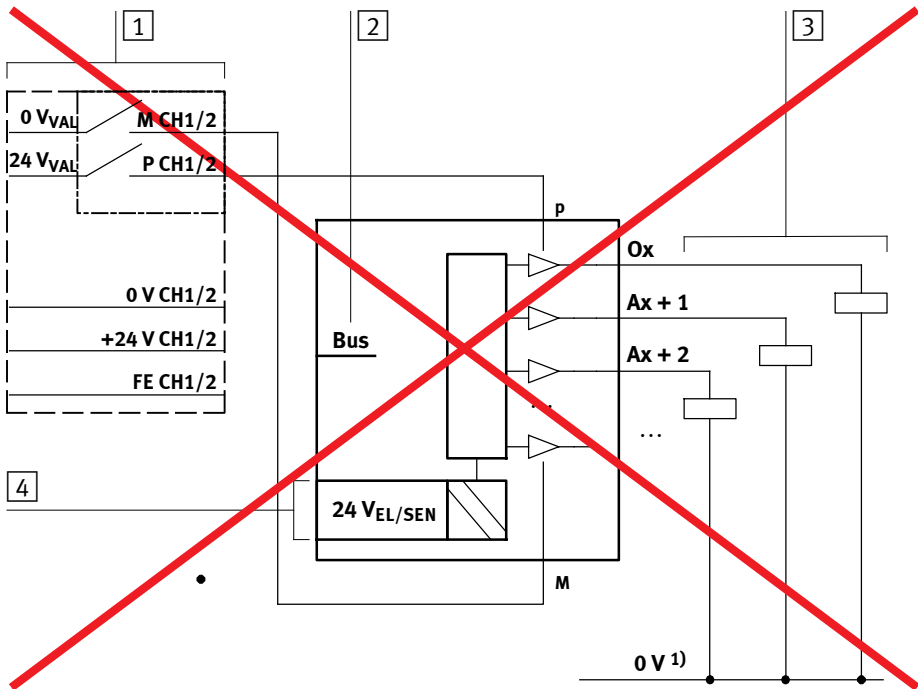 1
2
3
0 VVAL
M CH1/2
24 VVAL
P CH1/2
p
Ox
0 V CH1/2
Ax + 1
+24 V CH1/2
Bus
Ax + 2
FE CH1/2
...
...
4
24 VEL/SEN
M
0 V 1)